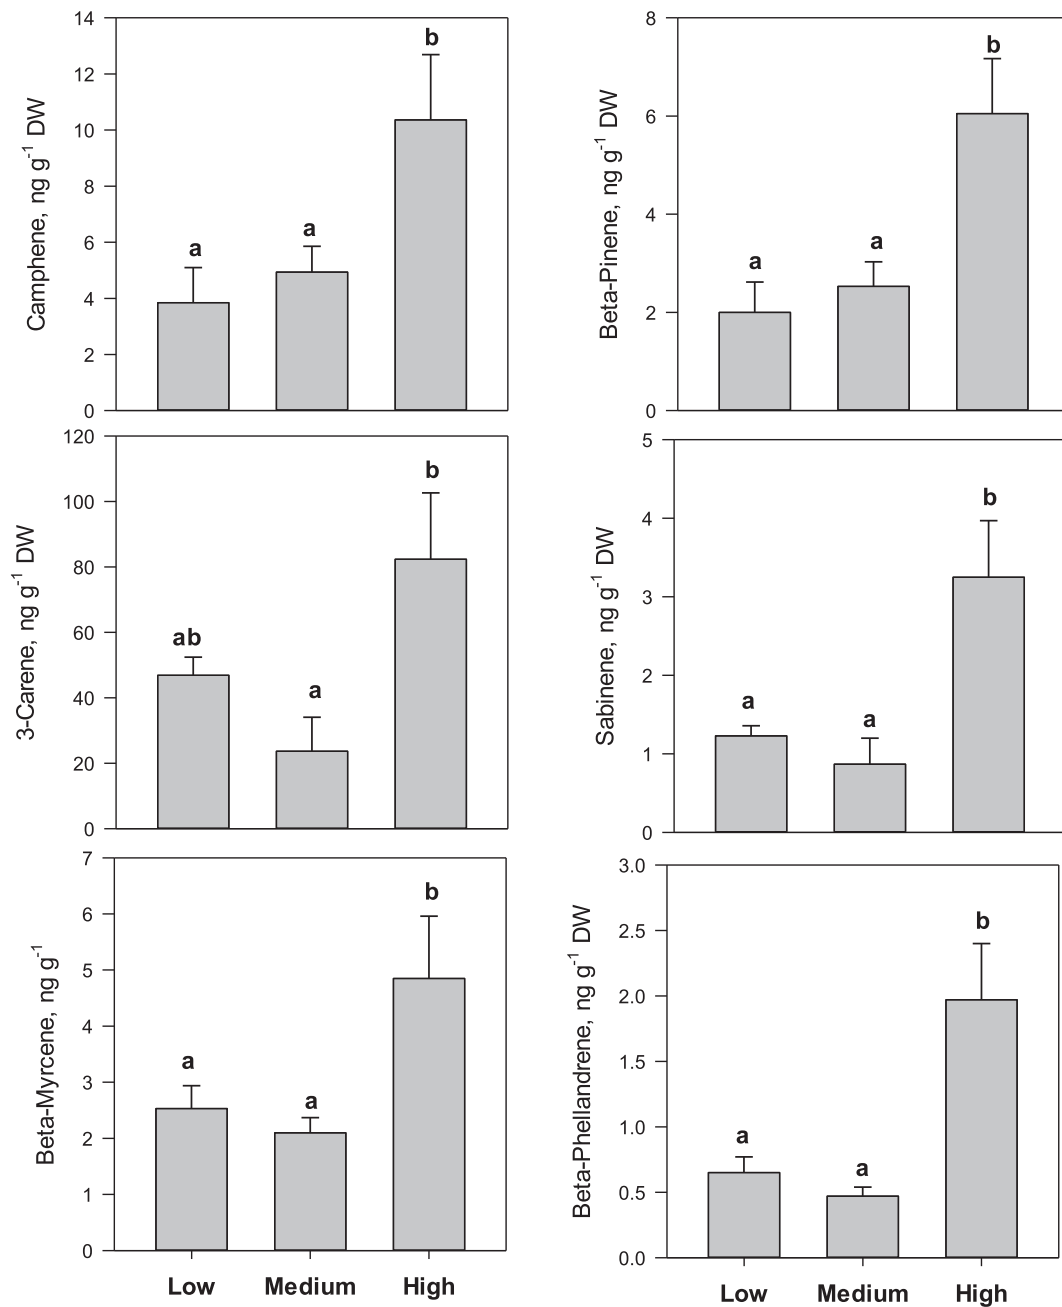 14
12
10
8
6
4
2
0
Camphene, ng g⁻¹ DW
a
a
b
8
6
4
2
0
Beta-Pinene, ng g⁻¹ DW
a
a
b
120
100
80
60
40
20
0
3-Carene, ng g⁻¹ DW
ab
a
b
5
4
3
2
1
0
Sabinene, ng g⁻¹ DW
a
a
b
7
6
5
4
3
2
1
0
Beta-Myrcene, ng g⁻¹
a
a
b
Low Medium High
3.0
2.5
2.0
1.5
1.0
0.5
0.0
Beta-Phellandrene, ng g⁻¹ DW
a
a
b
Low Medium High